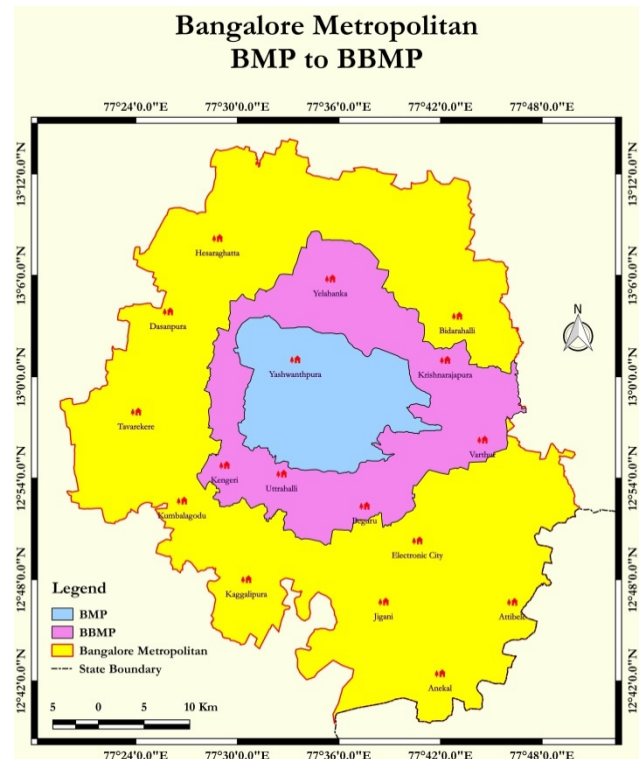 Bangalore Metropolitan
BMP to BBMP
77°24'0.0"E 77°30'0.0"E 77°36'0.0"E 77°42'0.0"E 77°48'0.0"E
13°12'0.0"N 13°12'0.0"N
Hesaraghatta
13°6'0.0"N 13°6'0.0"N
Yelahanka
N
Dasanpura Bidarahalli
Yashwanthpura Krishnarajapura
13°0'0.0"N 13°0'0.0"N
Tavarekere
Varthur
12°54'0.0"N 12°54'0.0"N
Kengeri Uttrahalli
Kumbalagodu Begaru
Electronic City
12°48'0.0"N 12°48'0.0"N
Kaggalipura
Legend
Jigani Attibele
BMP
BBMP
Bangalore Metropolitan
State Boundary
12°42'0.0"N 12°42'0.0"N
Anekal
5 0 5 10 Km
77°24'0.0"E 77°30'0.0"E 77°36'0.0"E 77°42'0.0"E 77°48'0.0"E